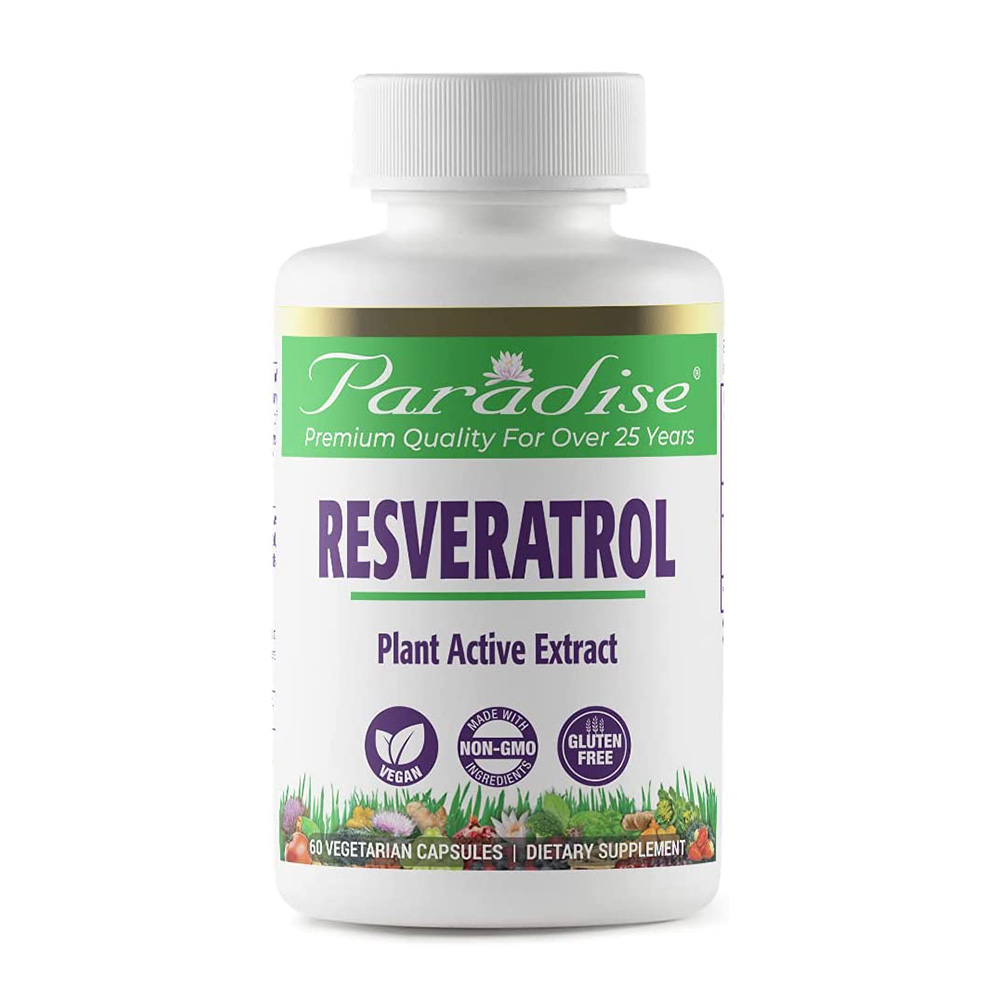 Paradise®
Premium Quality For Over 25 Years
RESVERATROL
Plant Active Extract
VEGAN
MADE WITH
NON-GMO
INGREDIENTS
GLUTEN
FREE
60 VEGETARIAN CAPSULES | DIETARY SUPPLEMENT